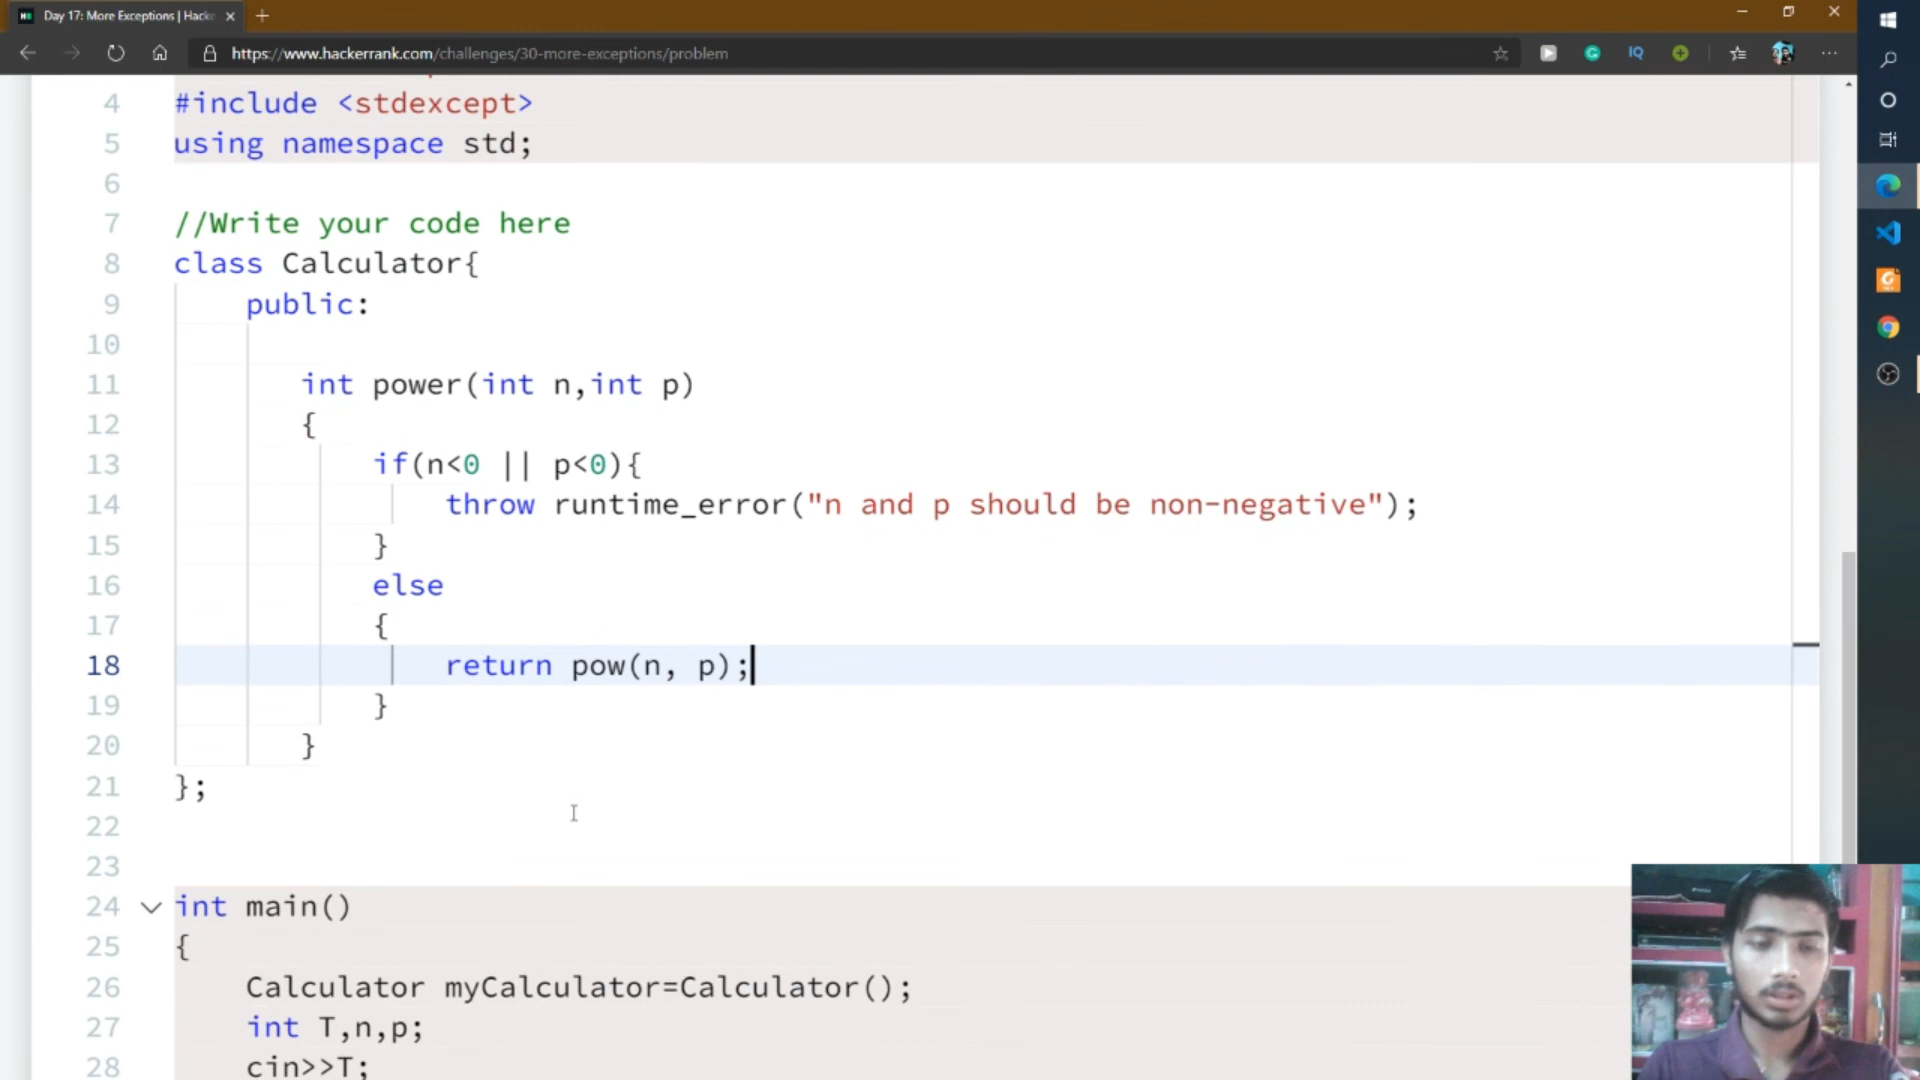 Day 17: More Exceptions | Hacke
https://www.hackerrank.com/challenges/30-more-exceptions/problem
4 #include <stdexcept>
5 using namespace std;
6
7 //Write your code here
8 class Calculator{
9 public:
10
11 int power(int n,int p)
12 {
13 if(n<0 || p<0){
14 throw runtime_error("n and p should be non-negative");
15 }
16 else
17 {
18 return pow(n, p);
19 }
20 }
21 };
22
23
24 int main()
25 {
26 Calculator myCalculator=Calculator();
27 int T,n,p;
28 cin>>T;